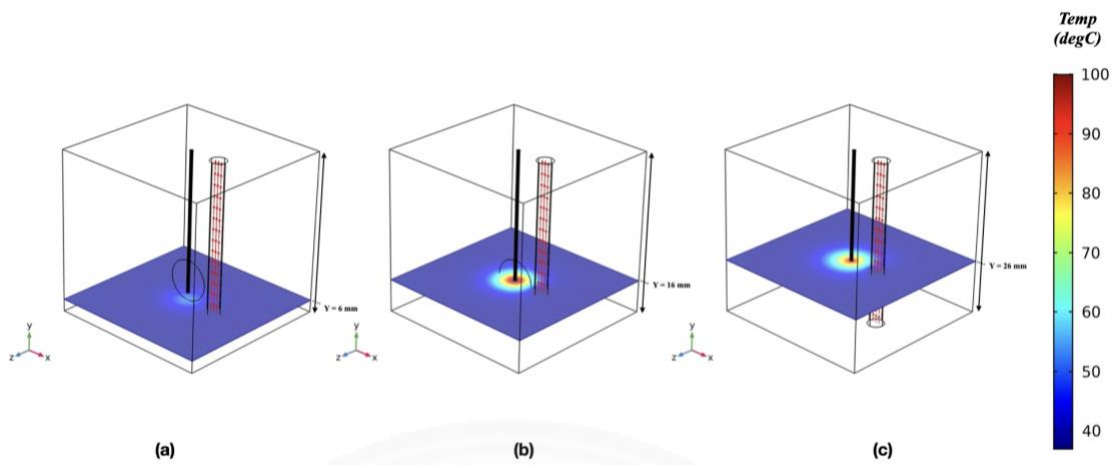 Temp
(degC)
100
90
80
70
60
50
40
Y = 6 mm
y
z
x
(a)
Y = 16 mm
y
z
x
(b)
Y = 26 mm
y
z
x
(c)